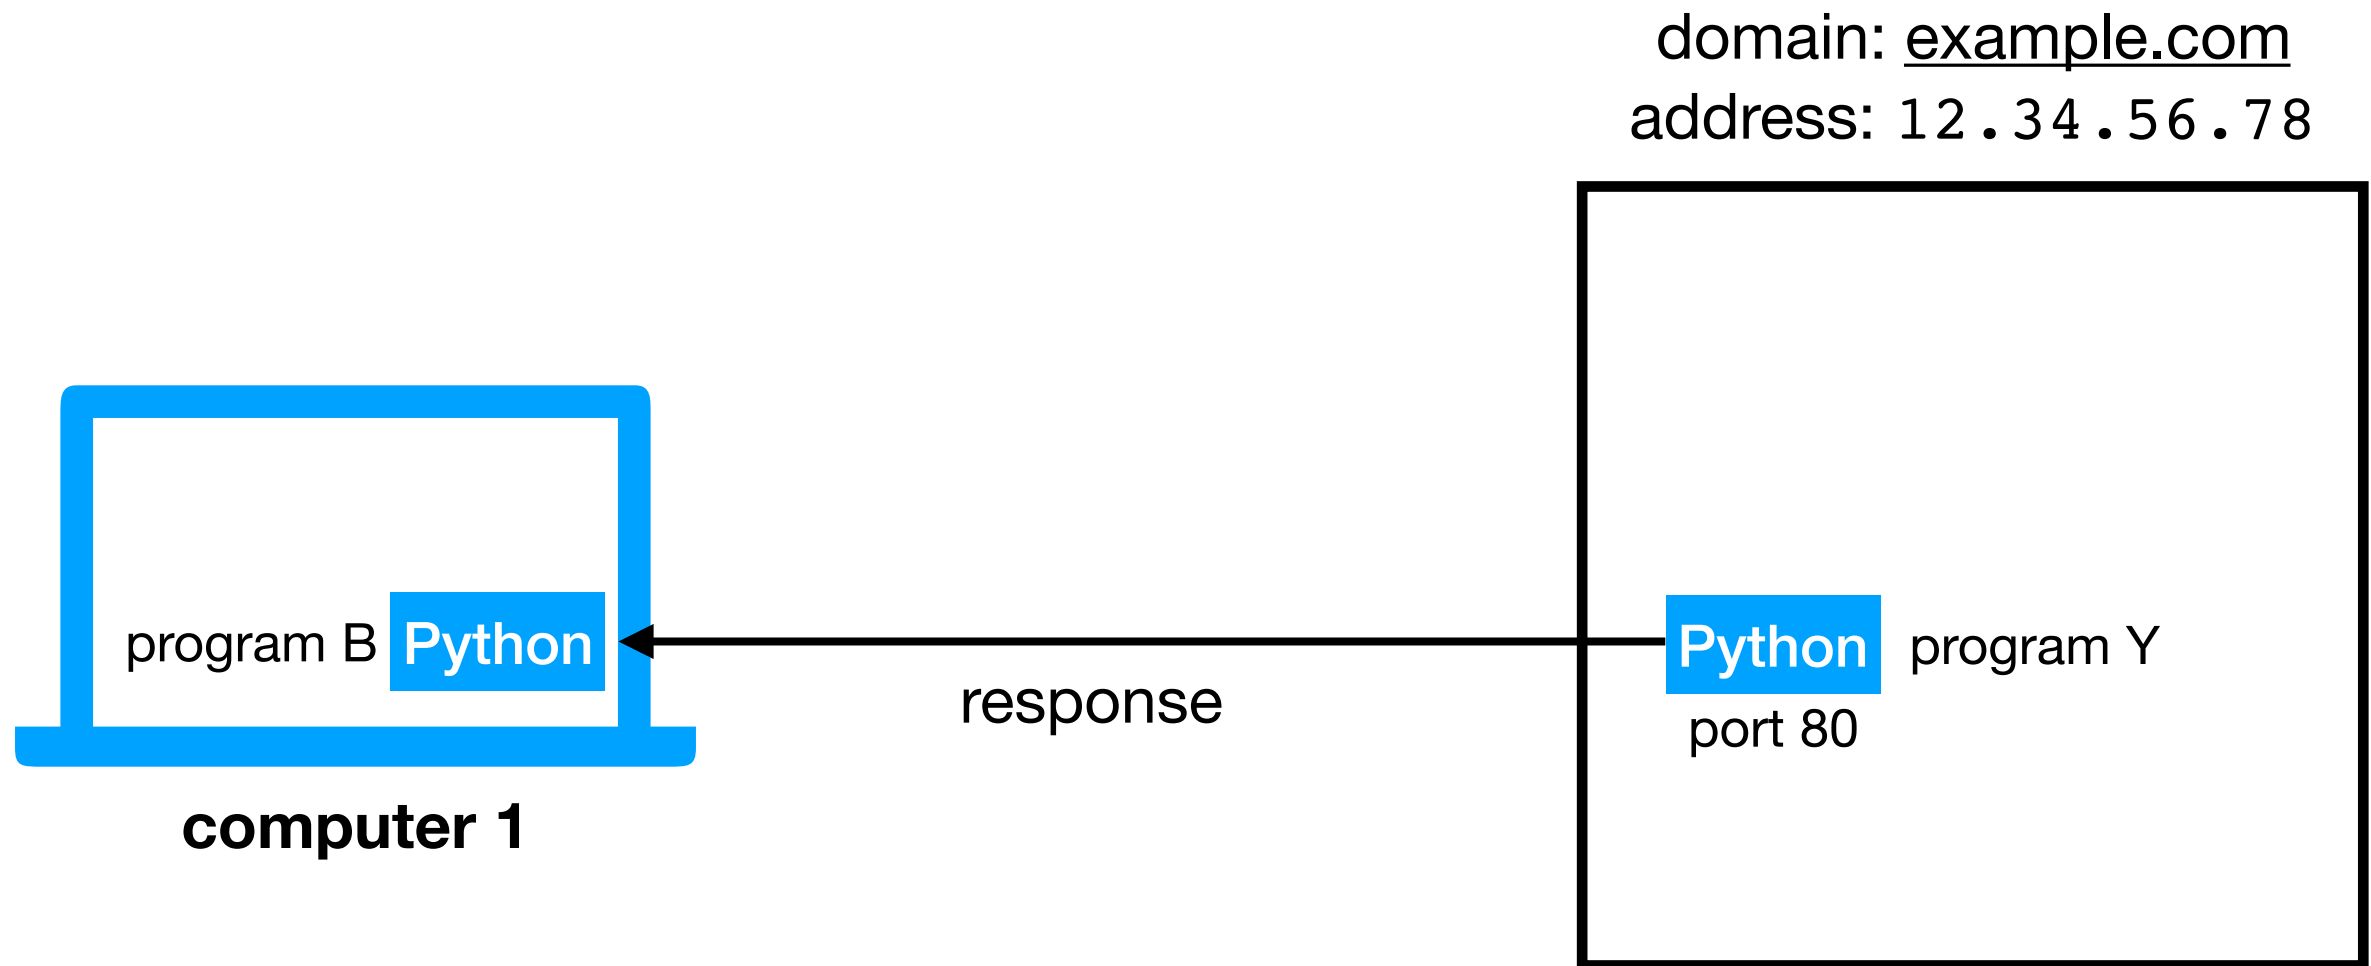 domain: example.com
address: 12.34.56.78
program B Python
Python program Y
response
port 80
computer 1